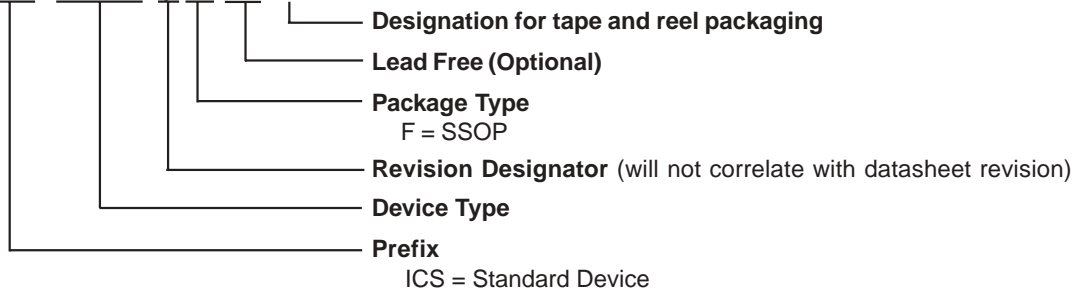 Designation for tape and reel packaging
Lead Free (Optional)
Package Type
F = SSOP
Revision Designator (will not correlate with datasheet revision)
Device Type
Prefix
ICS = Standard Device